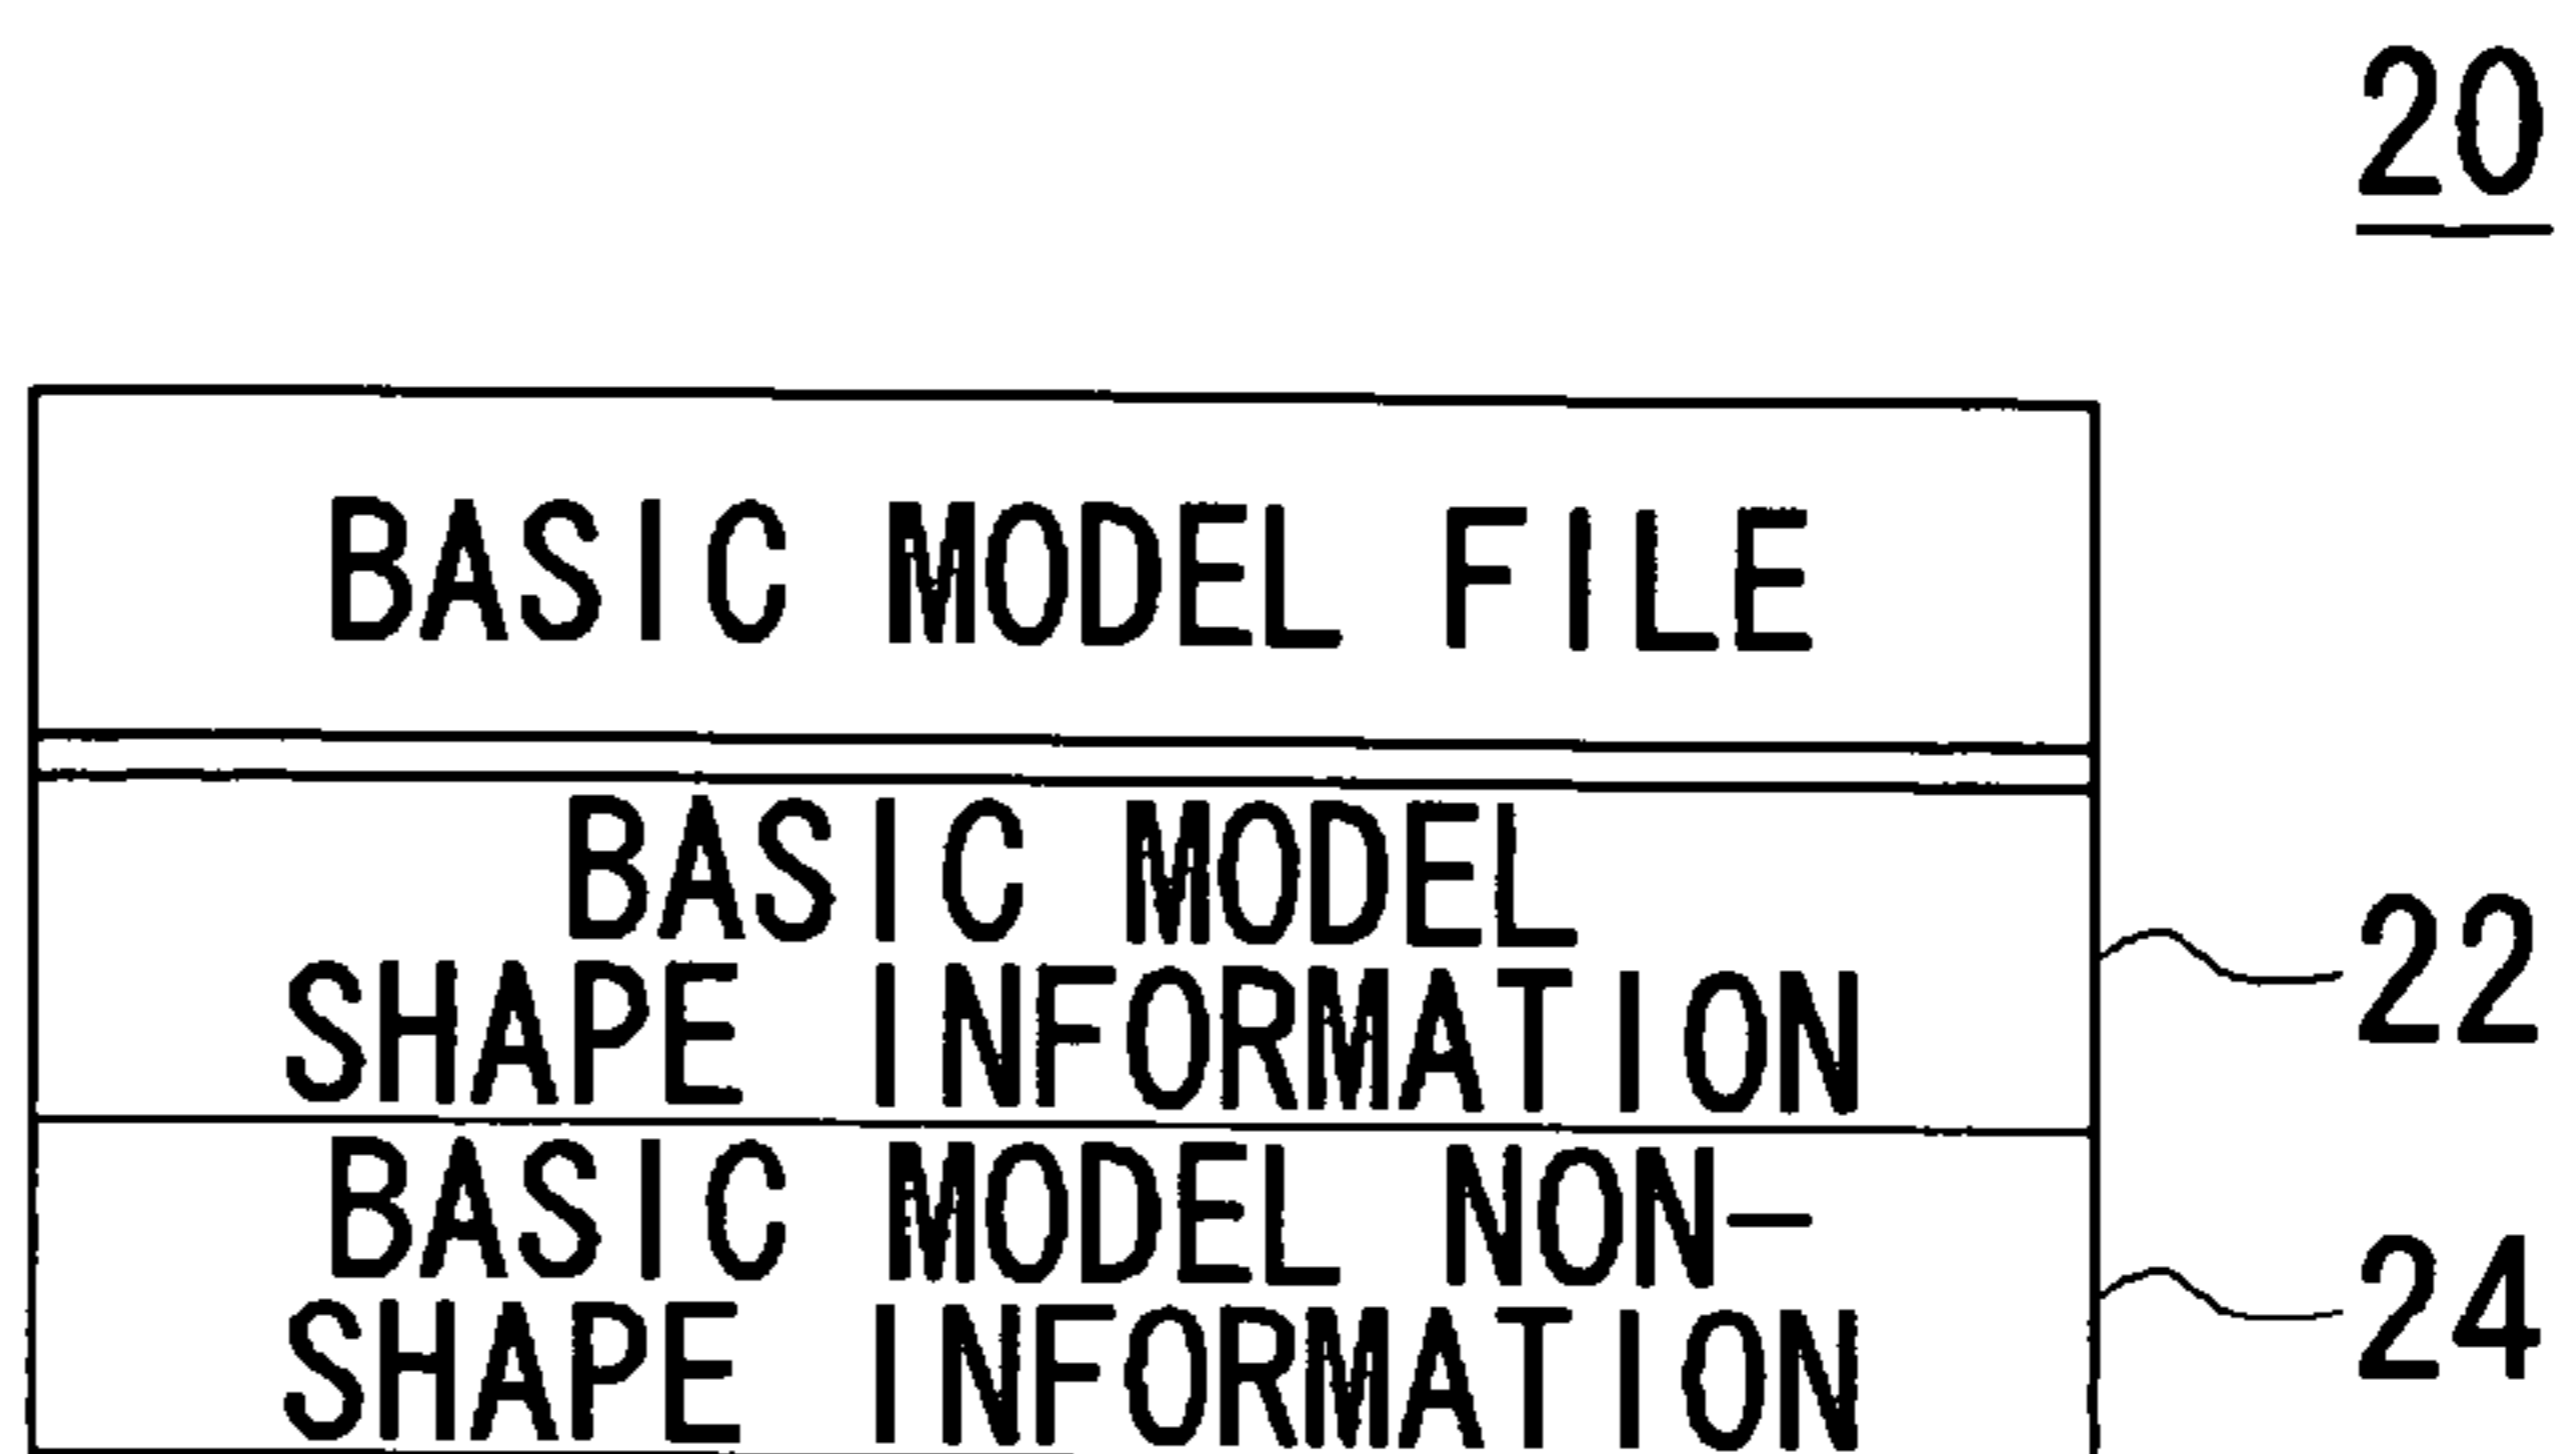 20
BASIC MODEL FILE
BASIC MODEL
SHAPE INFORMATION
22
BASIC MODEL NON-
SHAPE INFORMATION
24